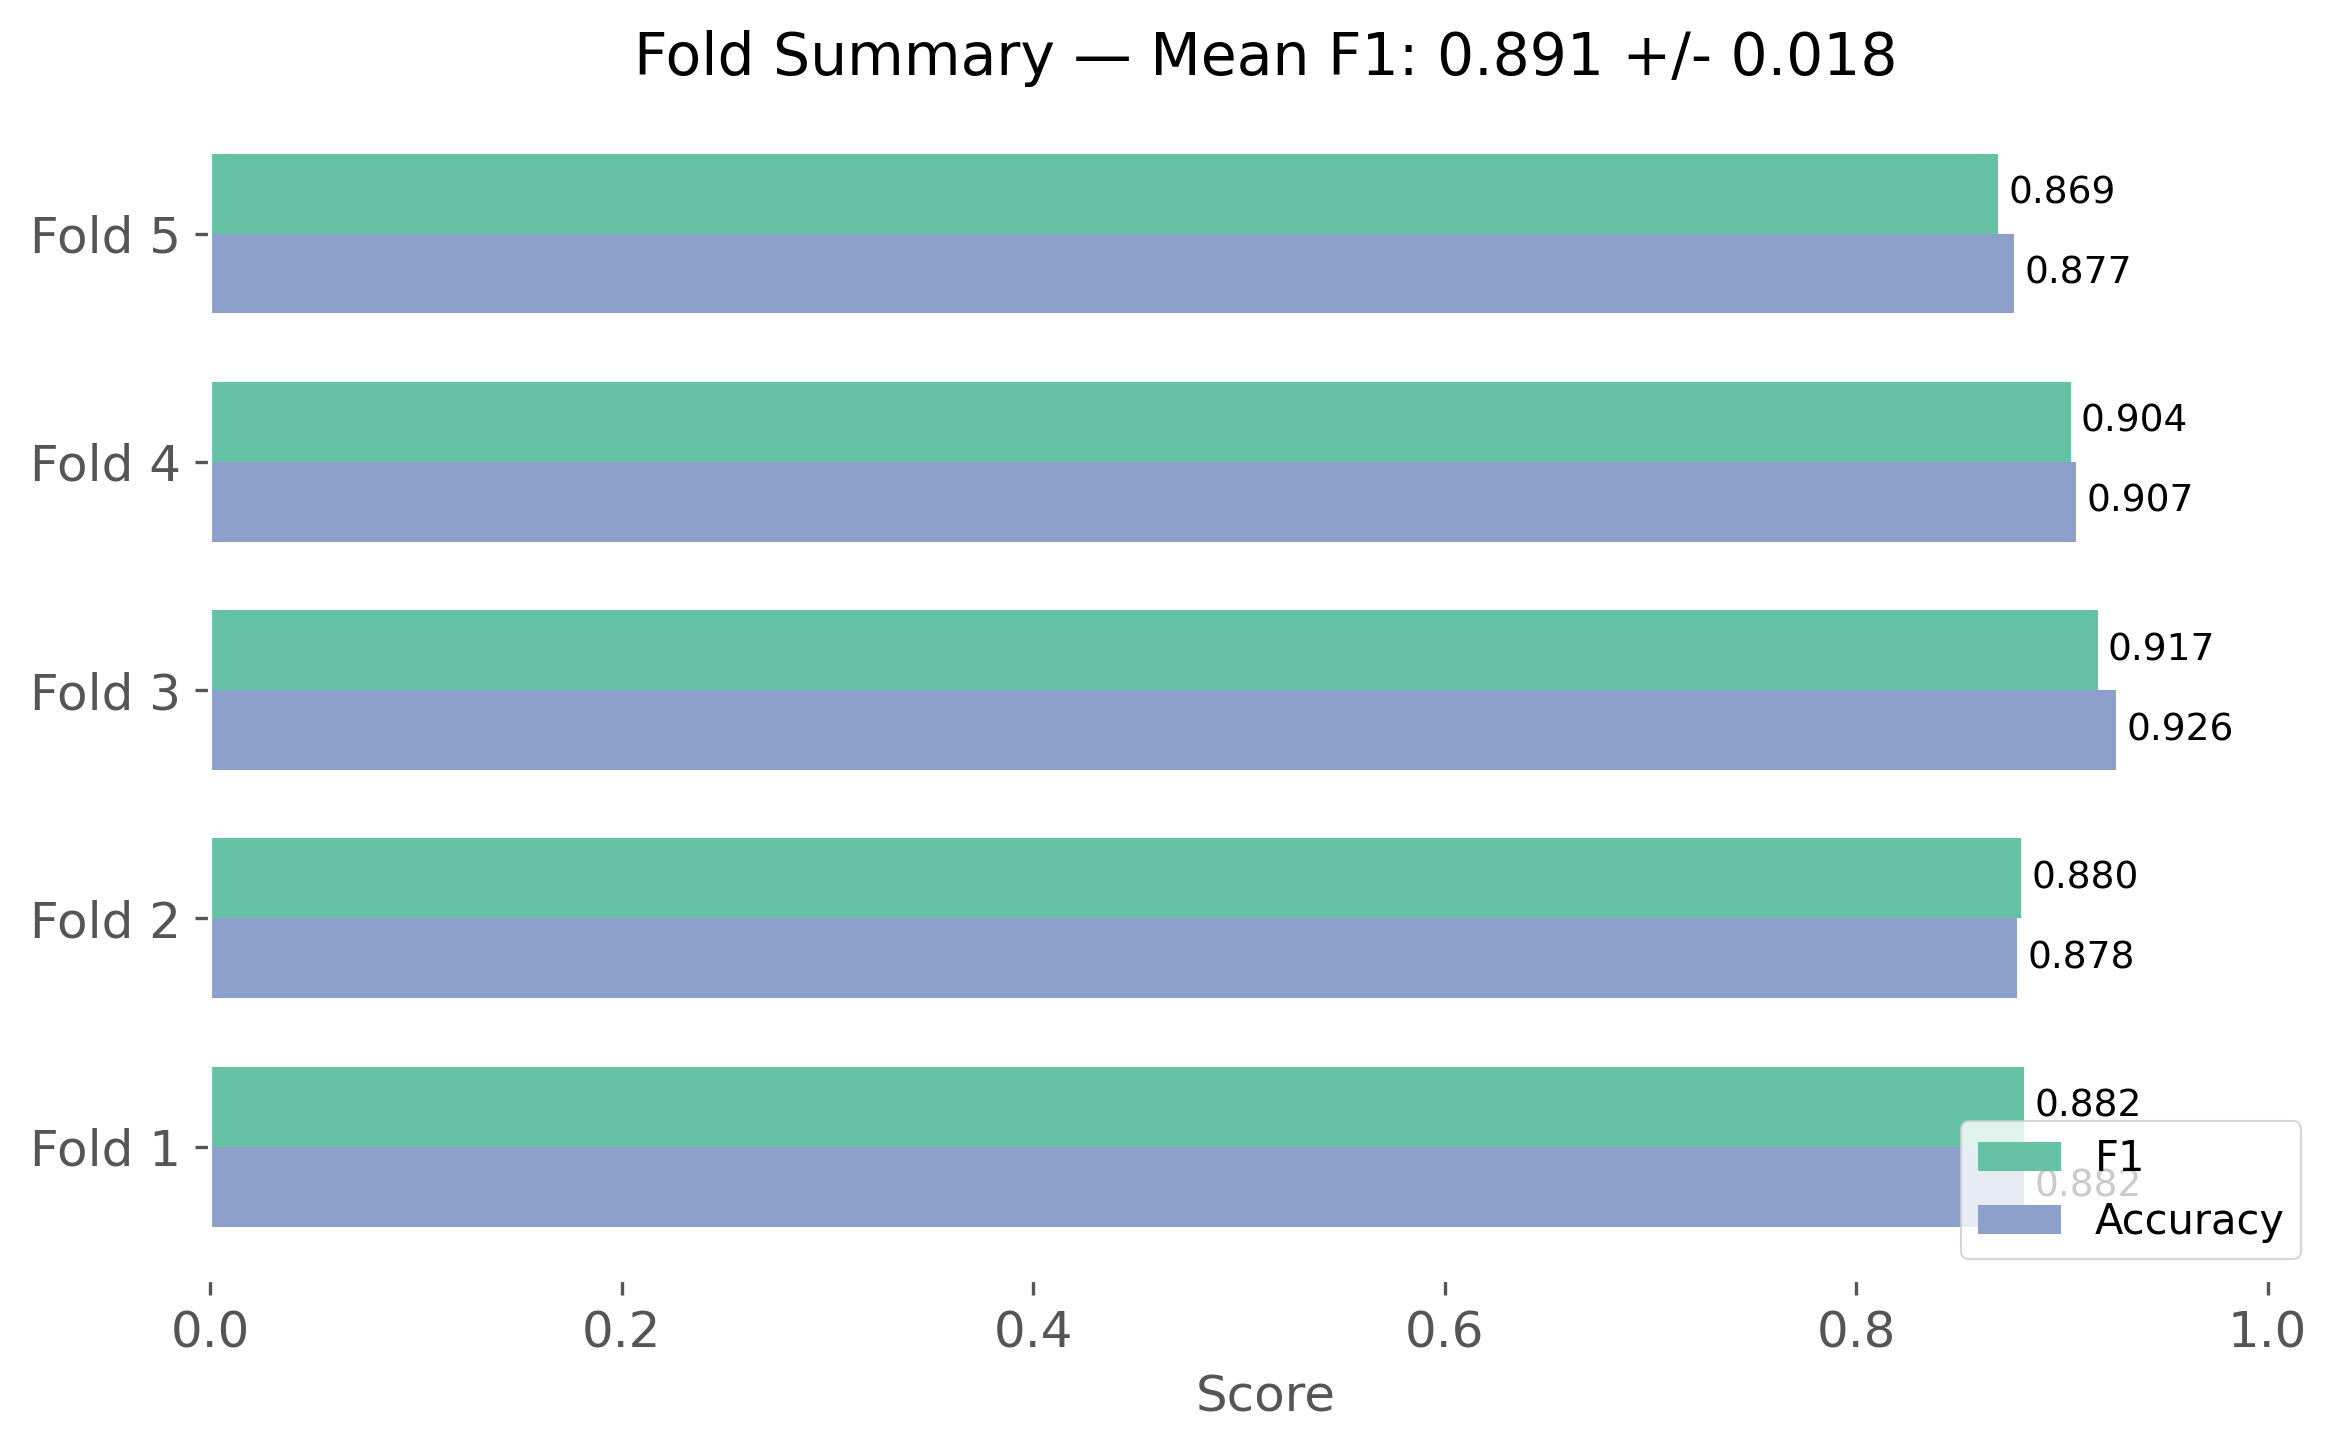 Fold Summary — Mean F1: 0.891 +/- 0.018
0.869
Fold 5
0.877
0.904
Fold 4
0.907
0.917
Fold 3
0.926
0.880
Fold 2
0.878
0.882
Fold 1
F1
0.882
Accuracy
0.0 0.2 0.4 0.6 0.8 1.0
Score